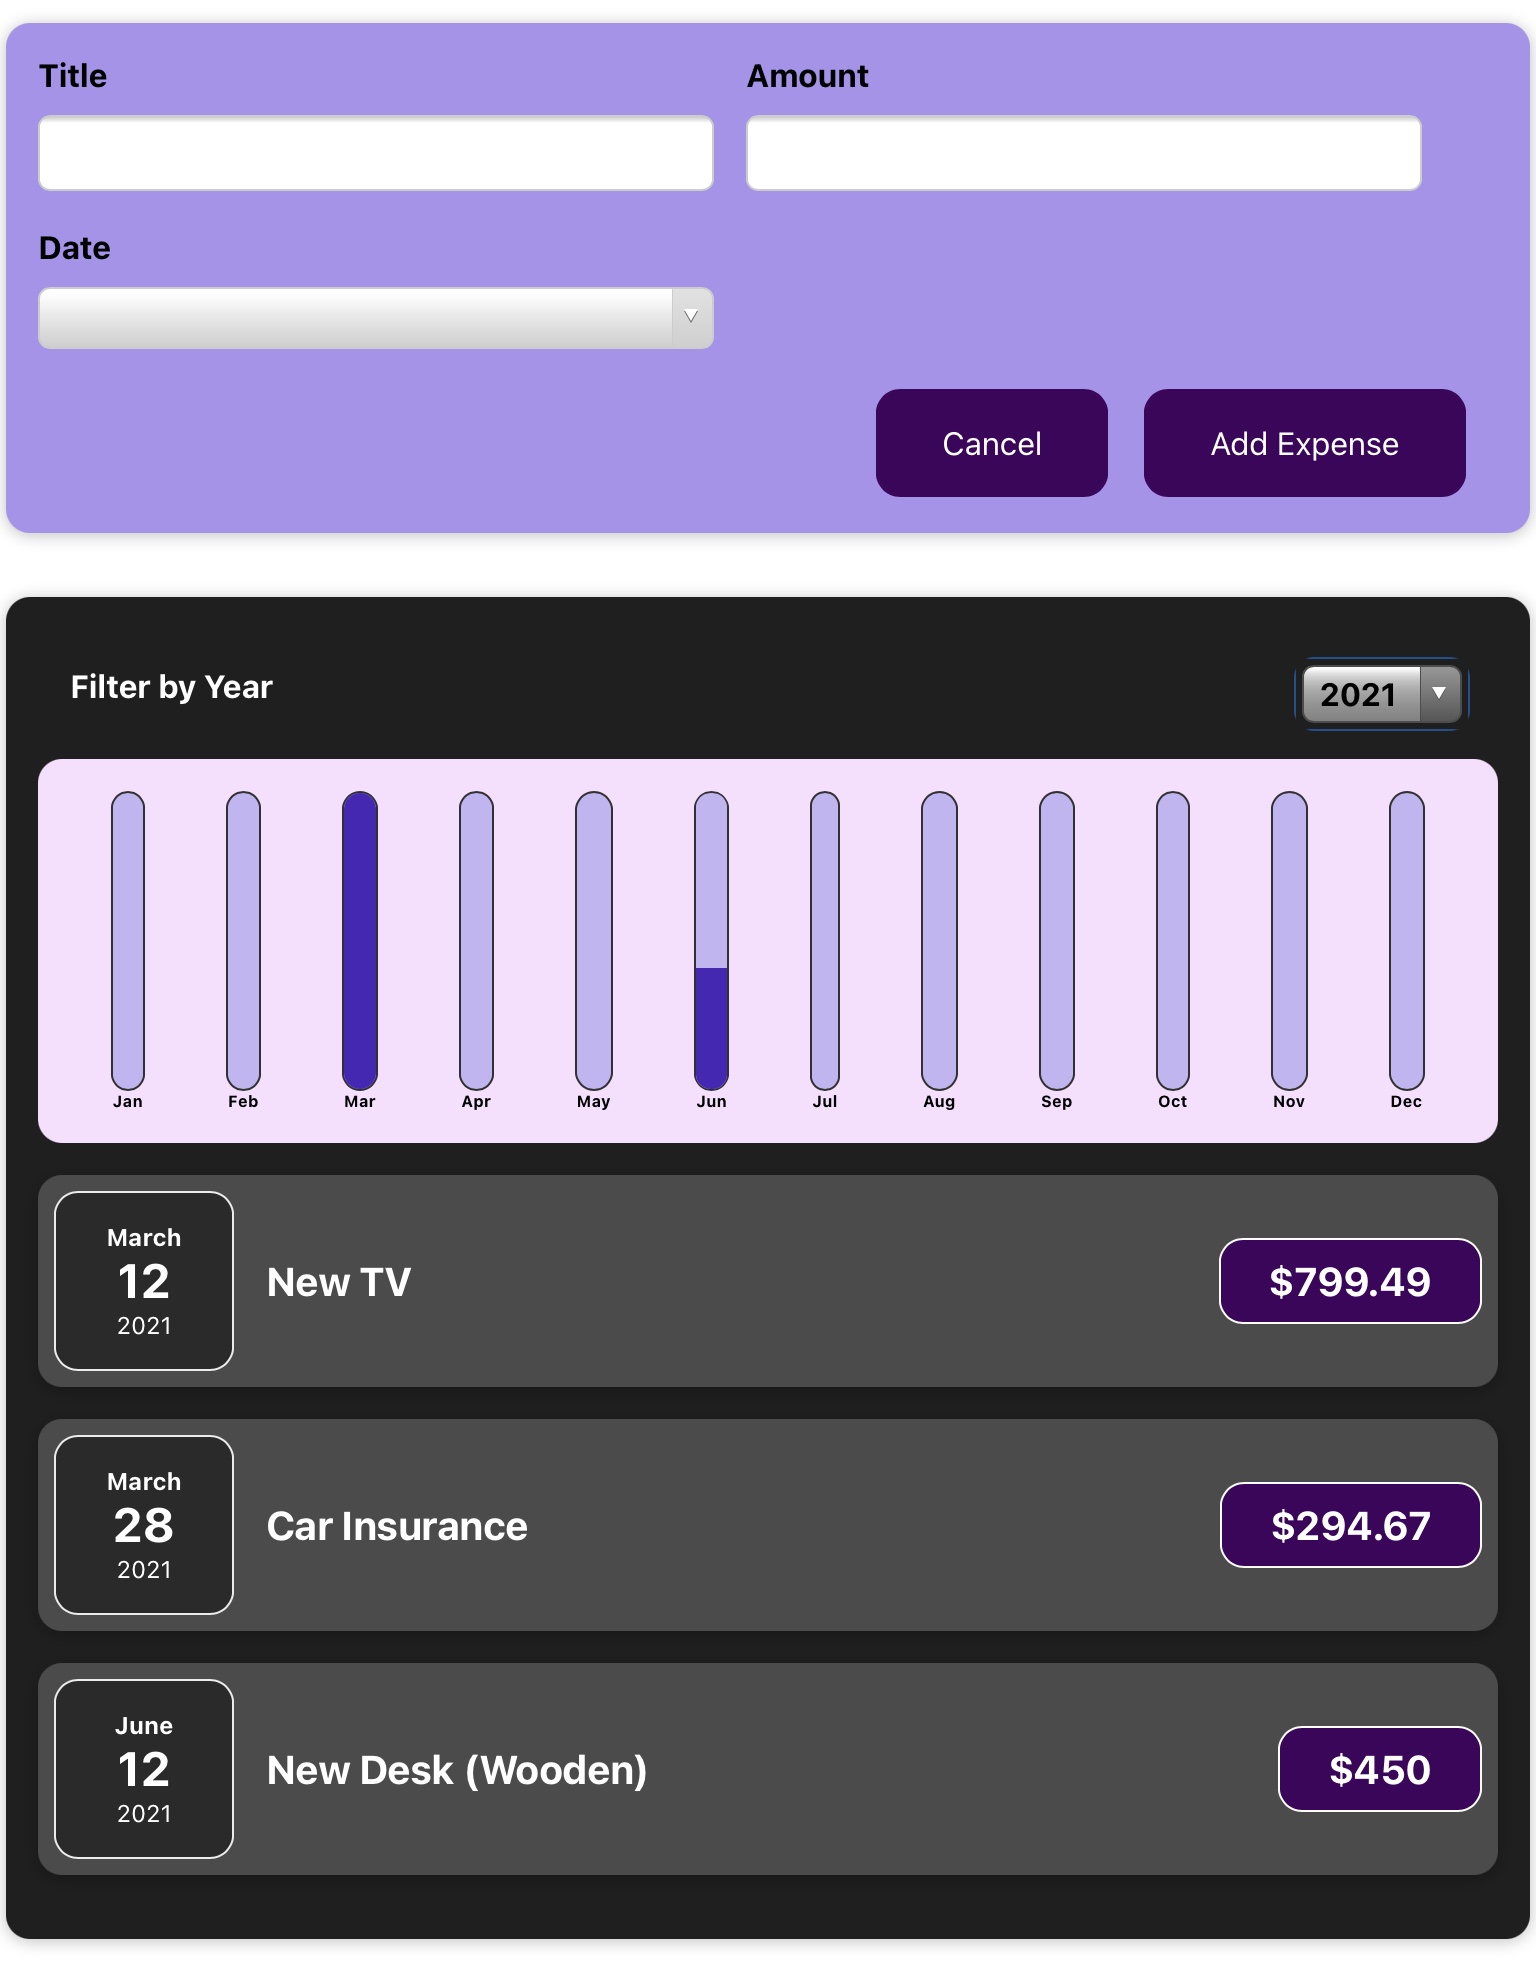 Title
Amount
Date
Cancel
Add Expense
Filter by Year
2021
Jan
Feb
Mar
Apr
May
Jun
Jul
Aug
Sep
Oct
Nov
Dec
March
12
2021
New TV
$799.49
March
28
2021
Car Insurance
$294.67
June
12
2021
New Desk (Wooden)
$450